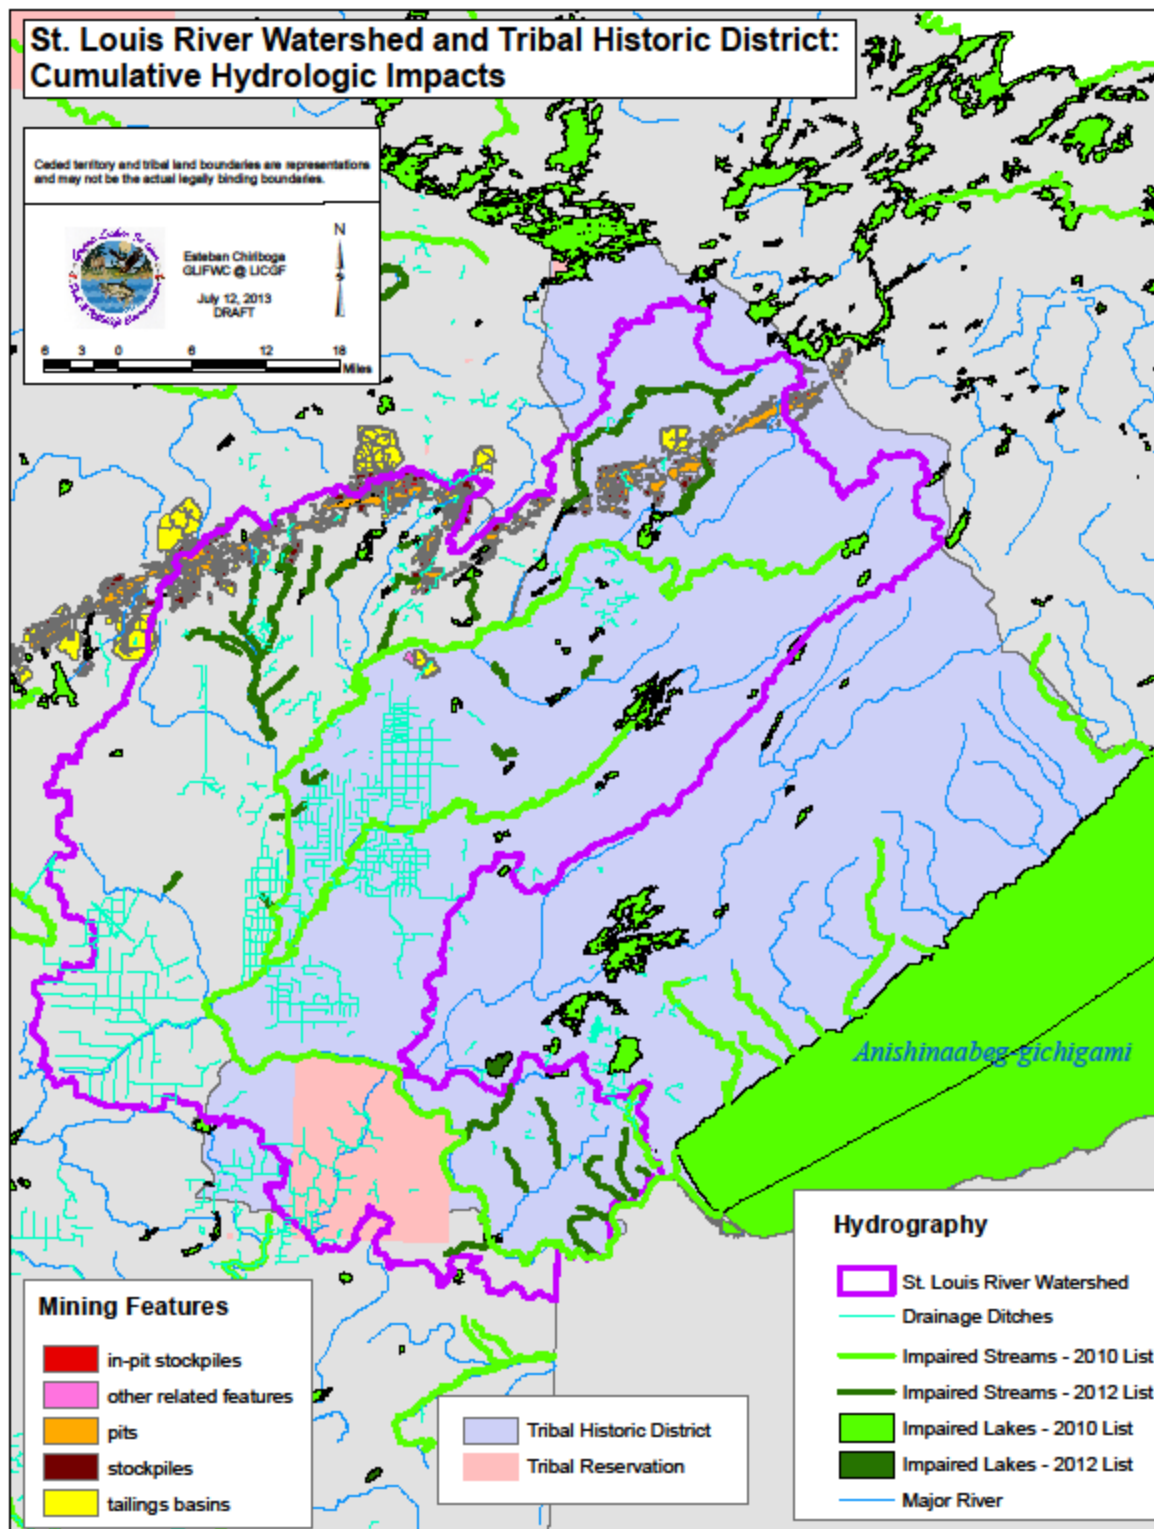 St. Louis River Watershed and Tribal Historic District:
Cumulative Hydrologic Impacts
Ceded territory and tribal land boundaries are representations
and may not be the actual legally binding boundaries.
N
Esteban Chiriboga
GLIFWC @ LICGF
July 12, 2013
DRAFT
6 3 0 6 12 18
Miles
Anishinaabeg-gichigami
Hydrography
St. Louis River Watershed
Drainage Ditches
Impaired Streams - 2010 List
Impaired Streams - 2012 List
Impaired Lakes - 2010 List
Impaired Lakes - 2012 List
Major River
Mining Features
in-pit stockpiles
other related features
pits
stockpiles
tailings basins
Tribal Historic District
Tribal Reservation